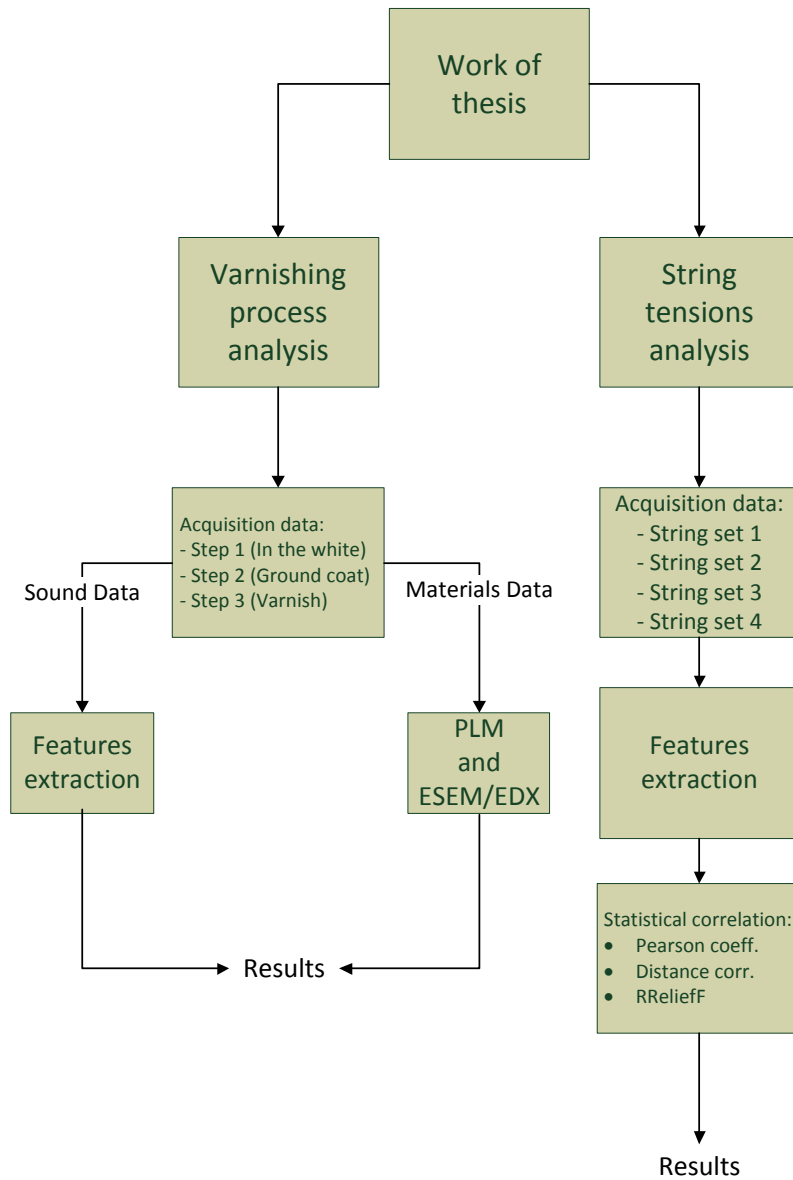 Work of
thesis
Varnishing
process
analysis
String
tensions
analysis
Acquisition data:
- Step 1 (In the white)
- Step 2 (Ground coat)
- Step 3 (Varnish)
Sound Data
Materials Data
Acquisition data:
- String set 1
- String set 2
- String set 3
- String set 4
Features
extraction
PLM
and
ESEM/EDX
Features
extraction
Statistical correlation:
• Pearson coeff.
• Distance corr.
• RReliefF
Results
Results